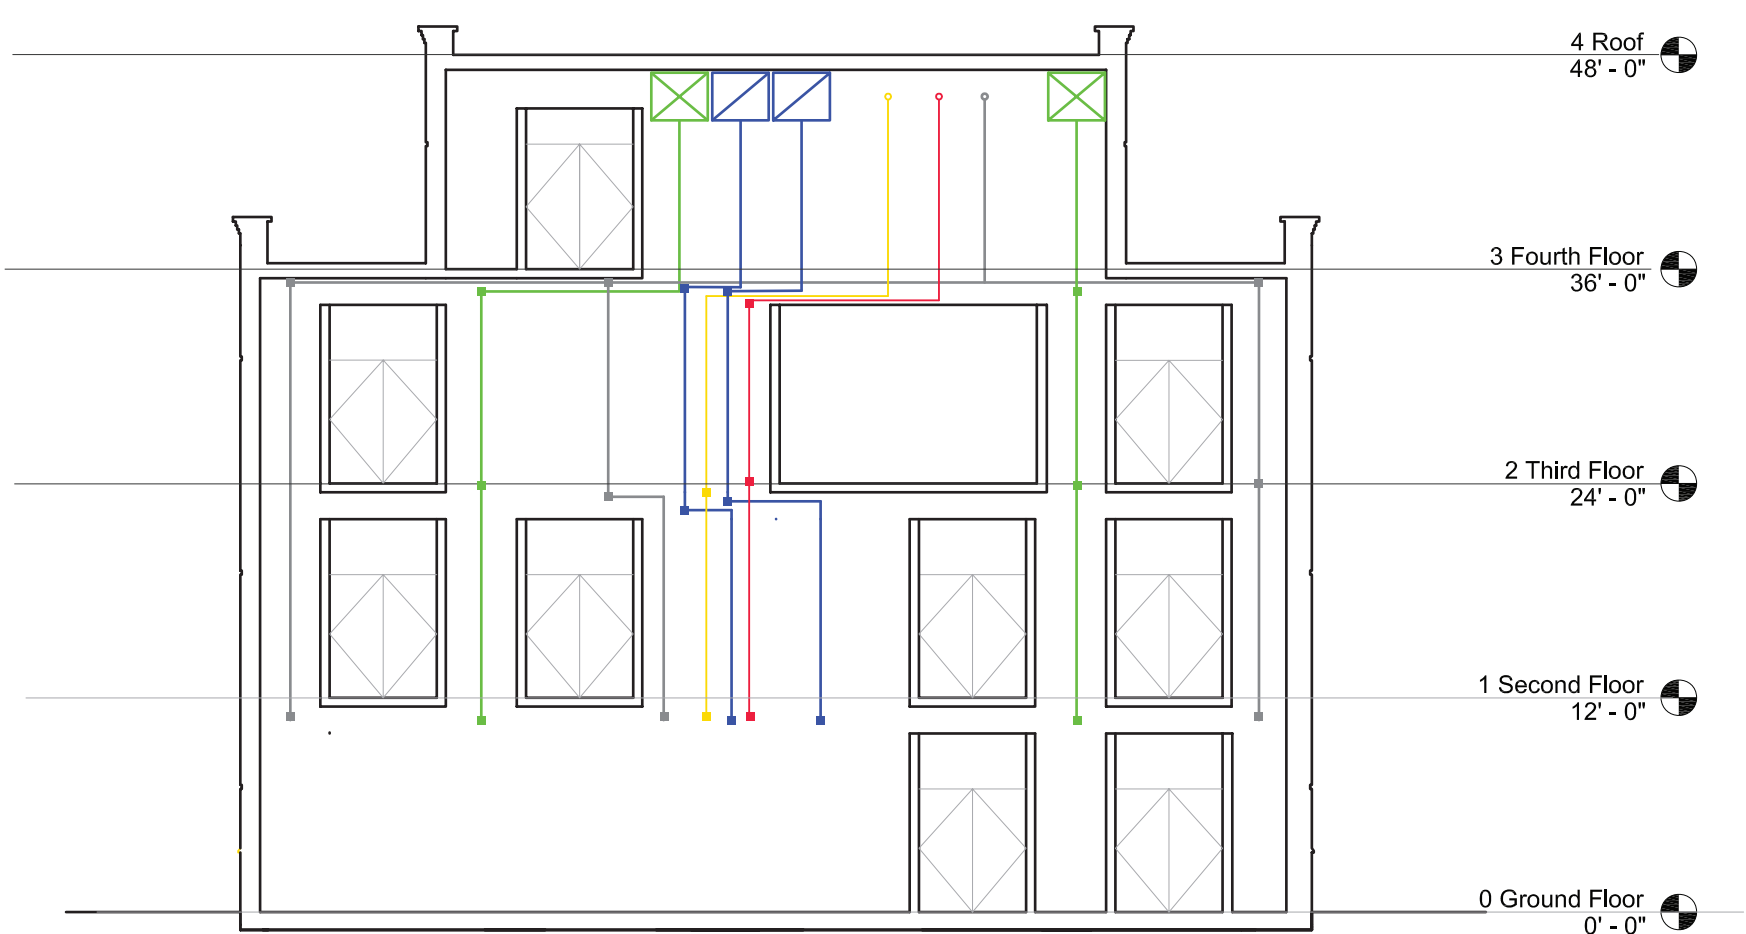 4 Roof
48' - 0"
3 Fourth Floor
36' - 0"
2 Third Floor
24' - 0"
1 Second Floor
12' - 0"
0 Ground Floor
0' - 0"